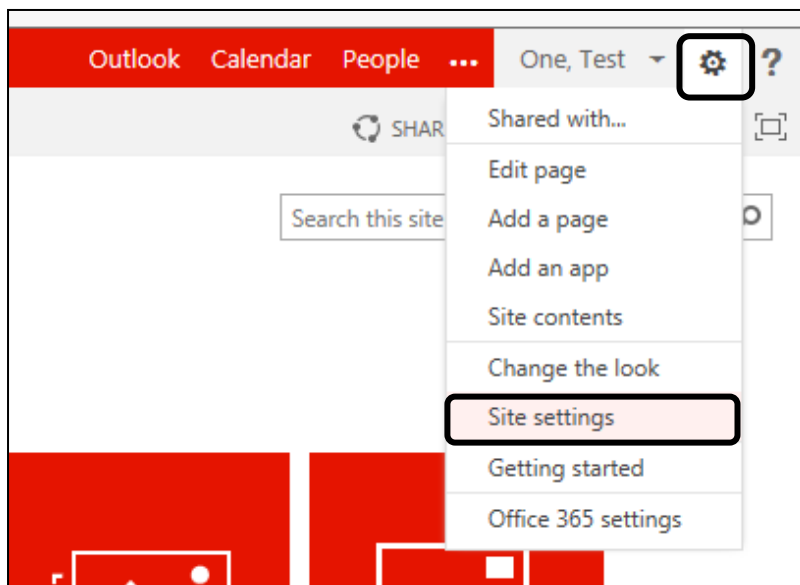 Outlook Calendar People ••• One, Test ?
SHAR
Shared with...
Edit page
Search this site
Add a page
Add an app
Site contents
Change the look
Site settings
Getting started
Office 365 settings